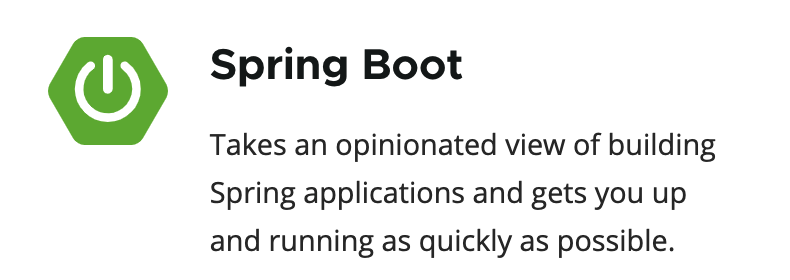 Spring Boot
Takes an opinionated view of building
Spring applications and gets you up
and running as quickly as possible.